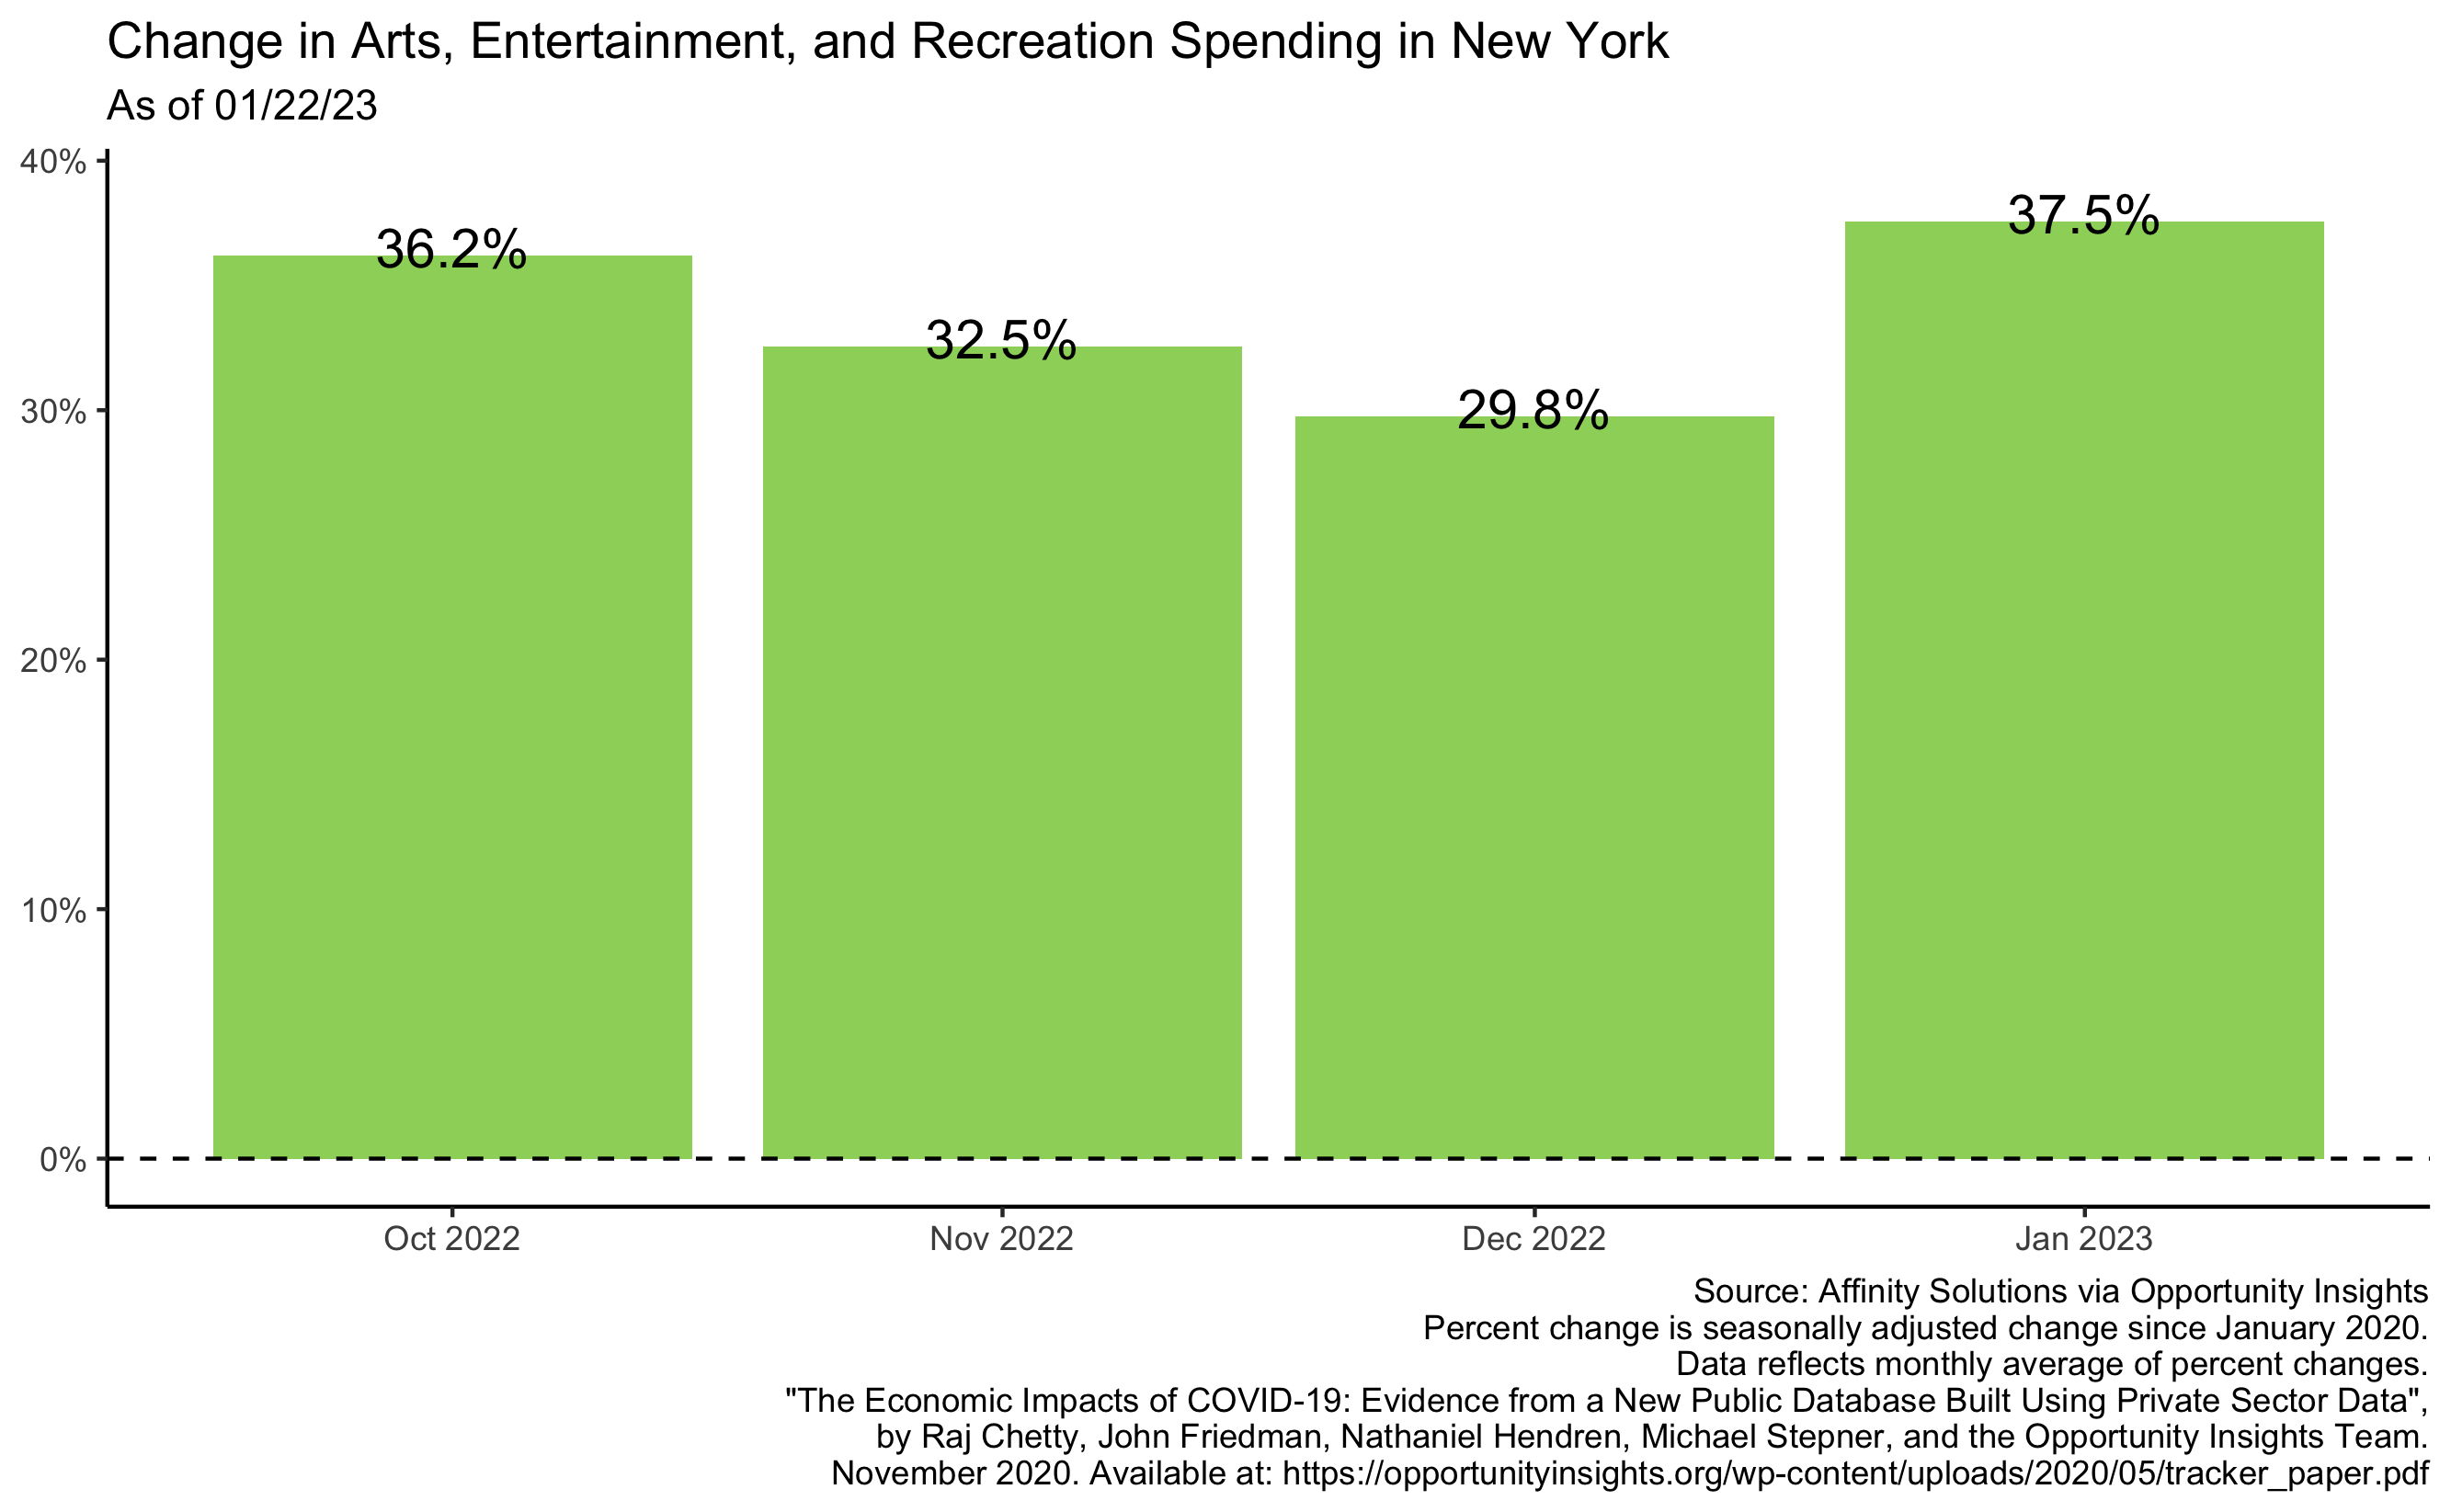 Change in Arts, Entertainment, and Recreation Spending in New York
As of 01/22/23
40%
30%
20%
10%
0%
36.2%
32.5%
29.8%
37.5%
Oct 2022
Nov 2022
Dec 2022
Jan 2023
Source: Affinity Solutions via Opportunity Insights
Percent change is seasonally adjusted change since January 2020.
Data reflects monthly average of percent changes.
"The Economic Impacts of COVID-19: Evidence from a New Public Database Built Using Private Sector Data",
by Raj Chetty, John Friedman, Nathaniel Hendren, Michael Stepner, and the Opportunity Insights Team.
November 2020. Available at: https://opportunityinsights.org/wp-content/uploads/2020/05/tracker_paper.pdf